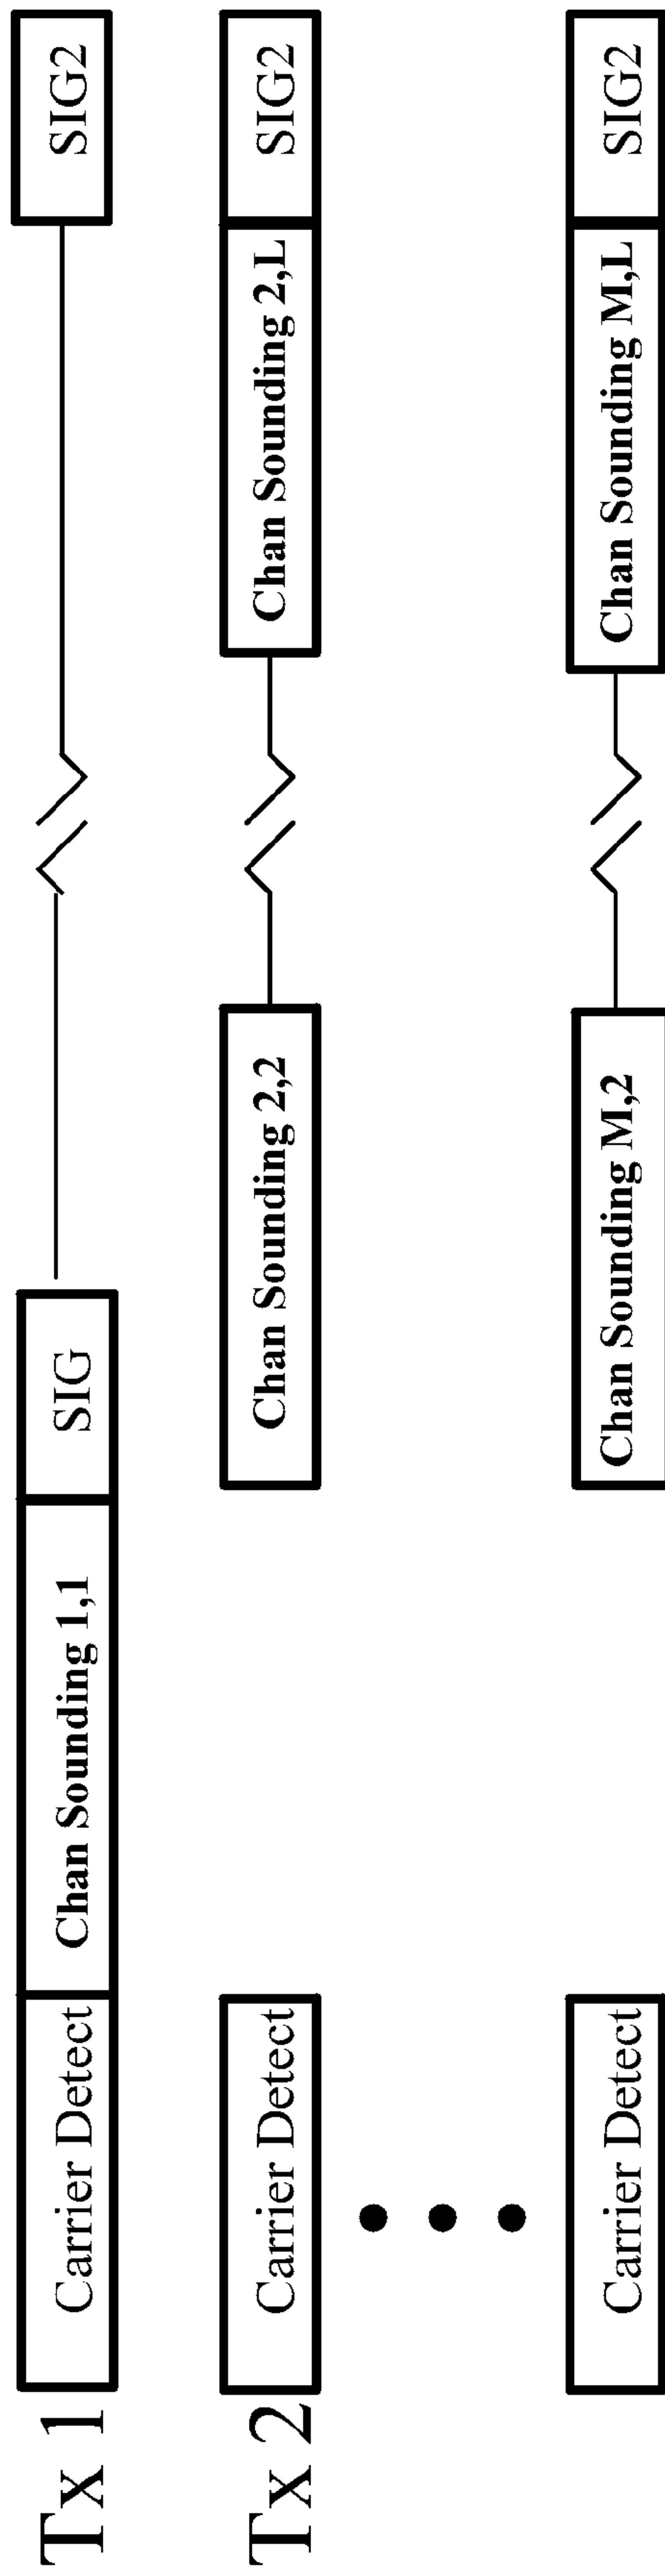 Tx 1
Carrier Detect
Chan Sounding 1,1
SIG
SIG2
Tx 2
Carrier Detect
Chan Sounding 2,2
Chan Sounding 2,L
SIG2
Carrier Detect
Chan Sounding M,2
Chan Sounding M,L
SIG2